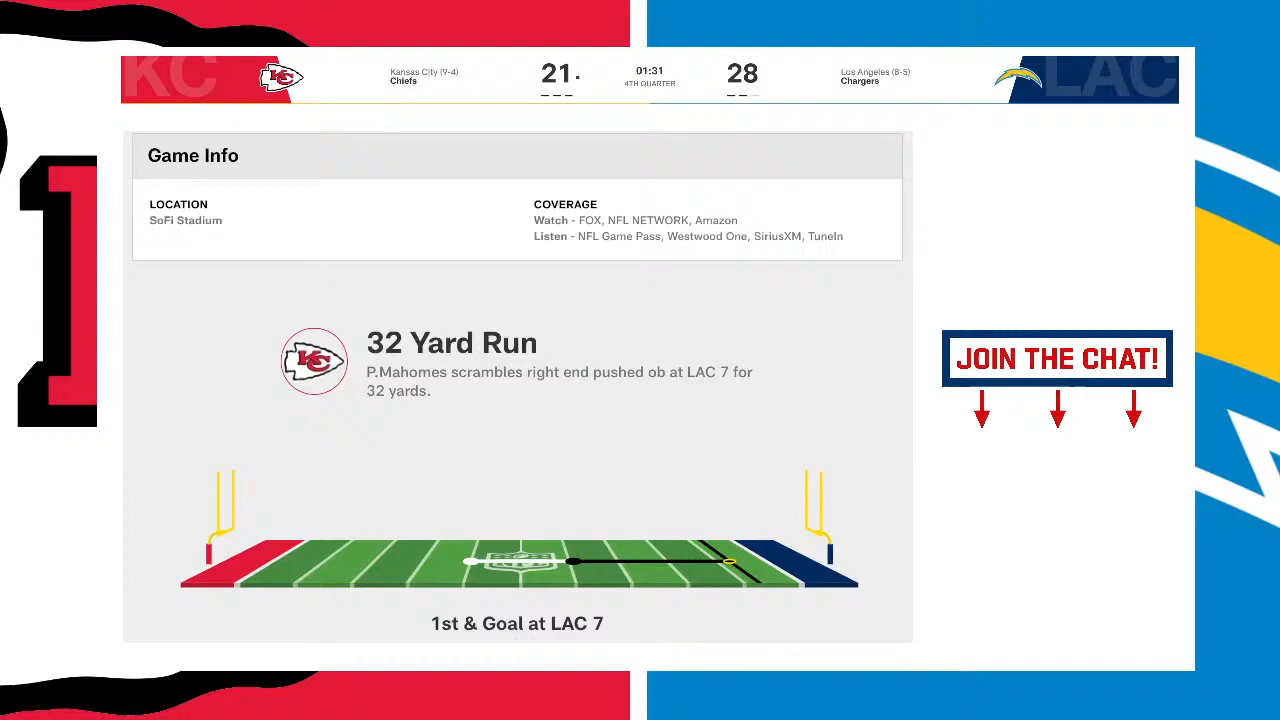 KC
KC
Kansas City (9-4)
Chiefs
21
01:31
4TH QUARTER
28
Los Angeles (8-5)
Chargers
LAC
Game Info
LOCATION
SoFi Stadium
COVERAGE
Watch - FOX, NFL NETWORK, Amazon
Listen - NFL Game Pass, Westwood One, SiriusXM, TuneIn
KC
32 Yard Run
P.Mahomes scrambles right end pushed ob at LAC 7 for
32 yards.
JOIN THE CHAT!
NFL
1st & Goal at LAC 7